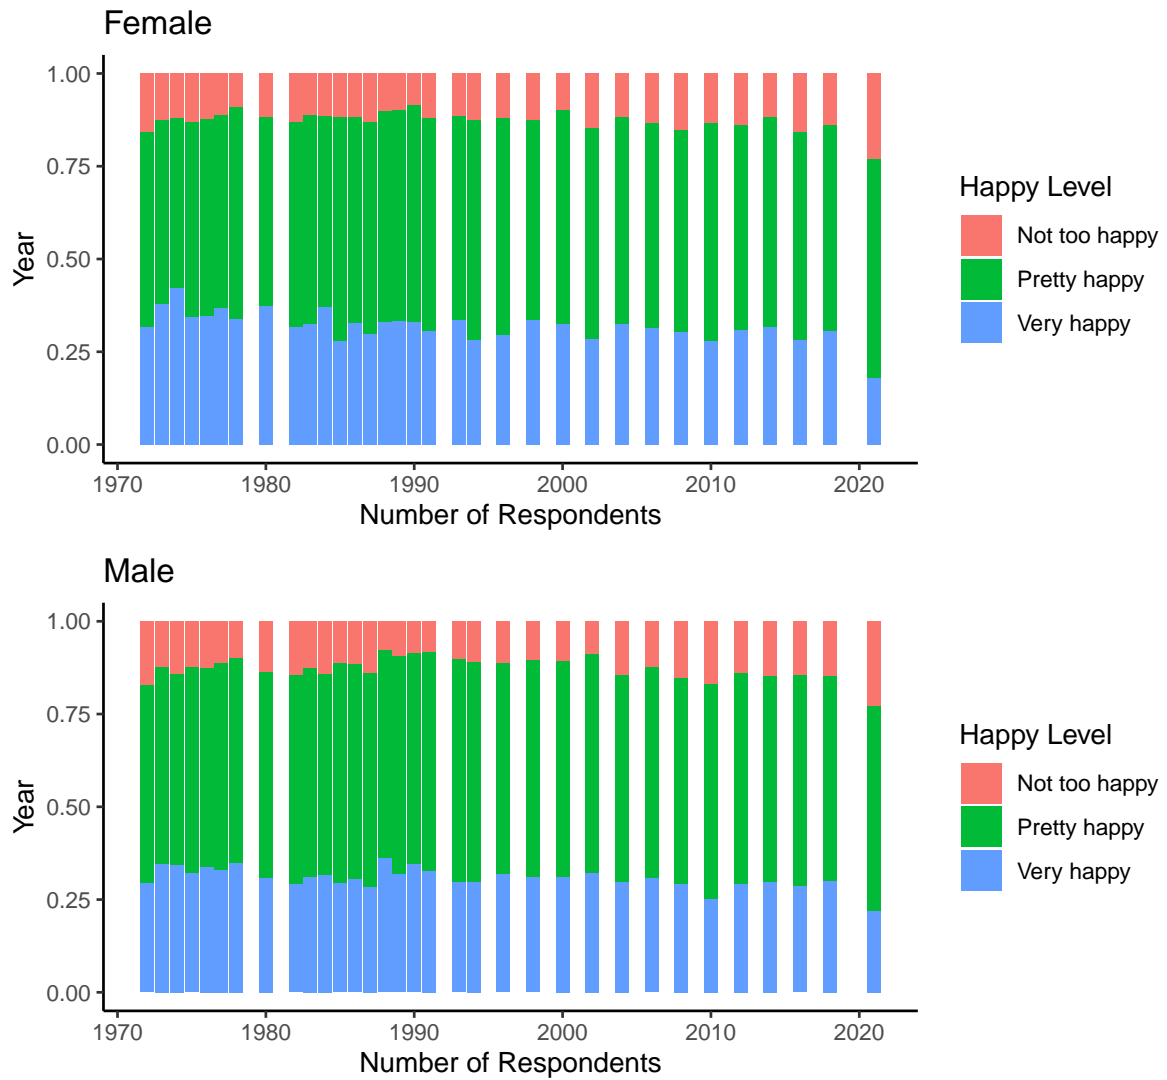 Female
1.00
0.75
0.50
0.25
0.00
Year
1970 1980 1990 2000 2010 2020
Number of Respondents
Happy Level
Not too happy
Pretty happy
Very happy
Male
1.00
0.75
0.50
0.25
0.00
Year
1970 1980 1990 2000 2010 2020
Number of Respondents
Happy Level
Not too happy
Pretty happy
Very happy